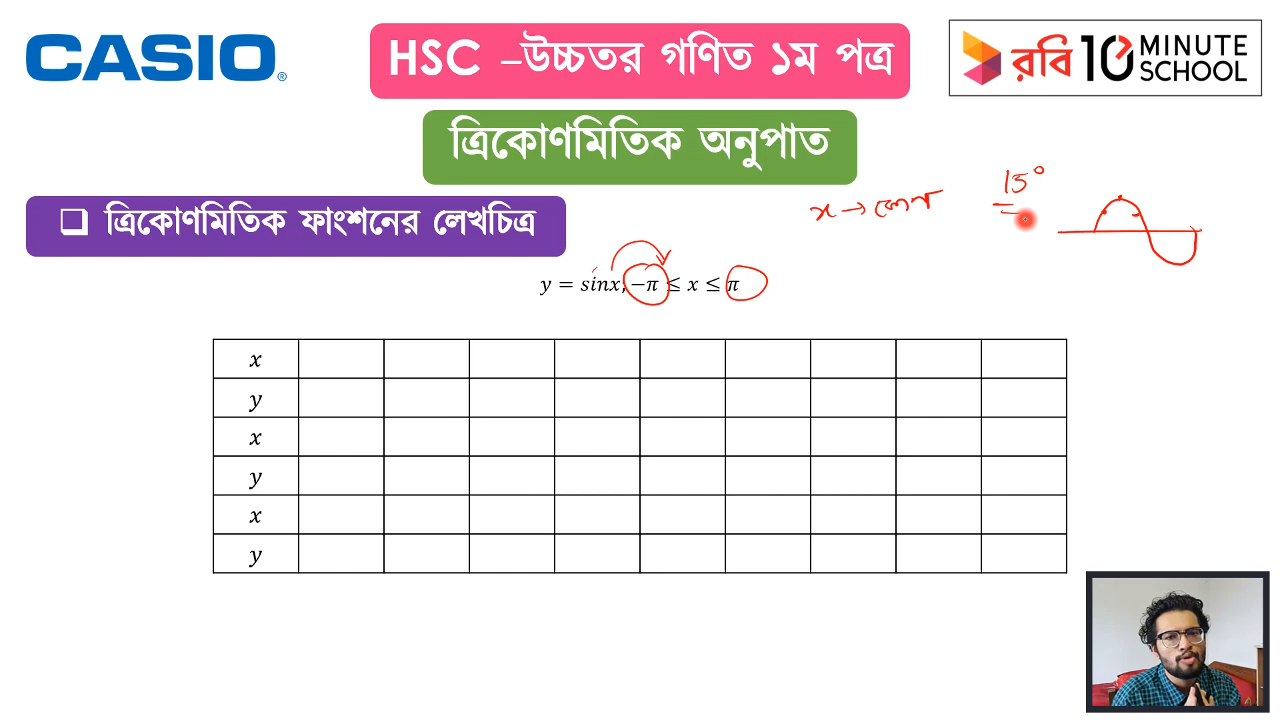 CASIO®
HSC –উচ্চতর গণিত ১ম পত্র
রবি 10 MINUTE SCHOOL
ত্রিকোণমিতিক অনুপাত
❑ ত্রিকোণমিতিক ফাংশনের লেখচিত্র
x → কোণ
15°
y = sinx, −π ≤ x ≤ π
x
y
x
y
x
y